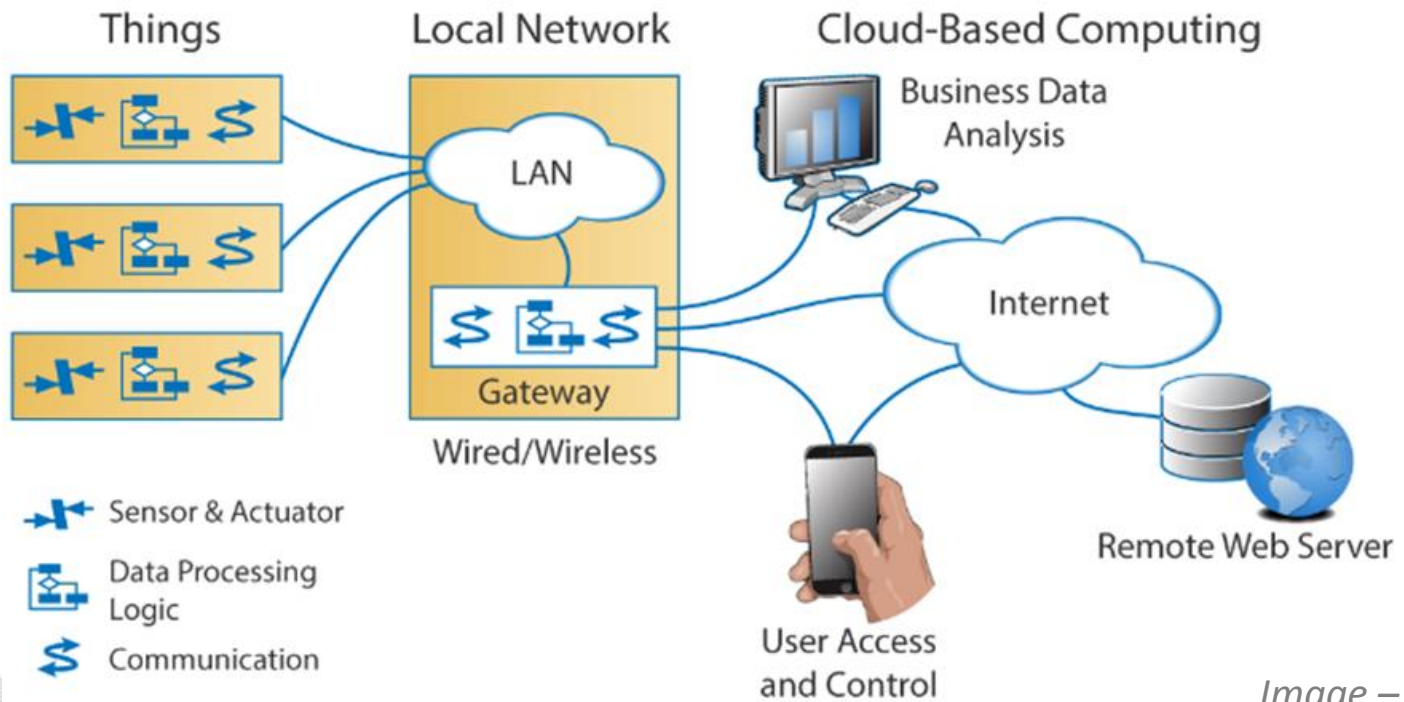 Things
Local Network
Cloud-Based Computing
Business Data
Analysis
LAN
Internet
Gateway
Wired/Wireless
Sensor & Actuator
Data Processing
Logic
Communication
Remote Web Server
User Access
and Control
Image –